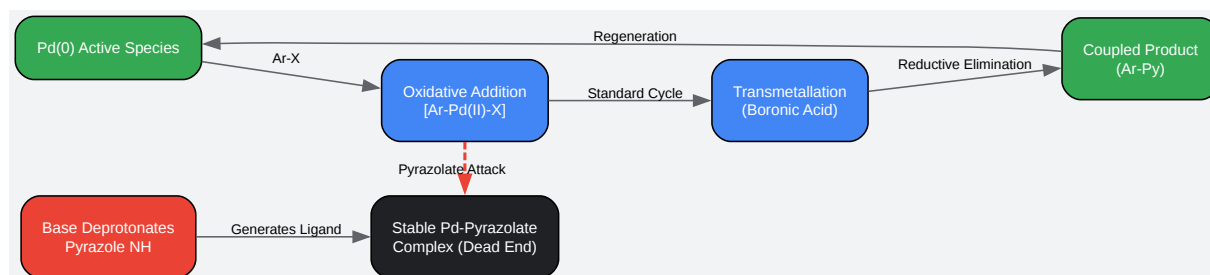 Pd(0) Active Species
Ar-X
Regeneration
Oxidative Addition
[Ar-Pd(II)-X]
Standard Cycle
Transmetallation
(Boronic Acid)
Reductive Elimination
Coupled Product
(Ar-Py)
Pyrazolate Attack
Base Deprotonates
Pyrazole NH
Generates Ligand
Stable Pd-Pyrazolate
Complex (Dead End)